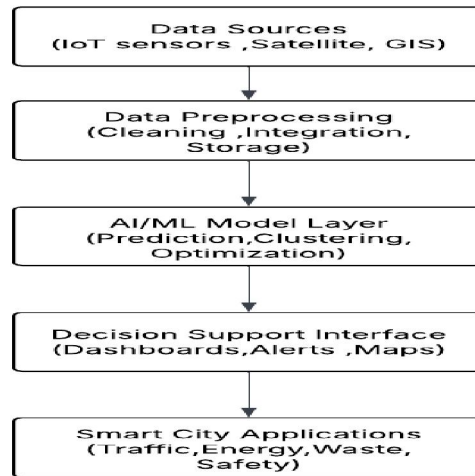 Data Sources
(IoT sensors ,Satellite, GIS)
Data Preprocessing
(Cleaning ,Integration,
Storage)
AI/ML Model Layer
(Prediction,Clustering,
Optimization)
Decision Support Interface
(Dashboards,Alerts ,Maps)
Smart City Applications
(Traffic,Energy,Waste,
Safety)